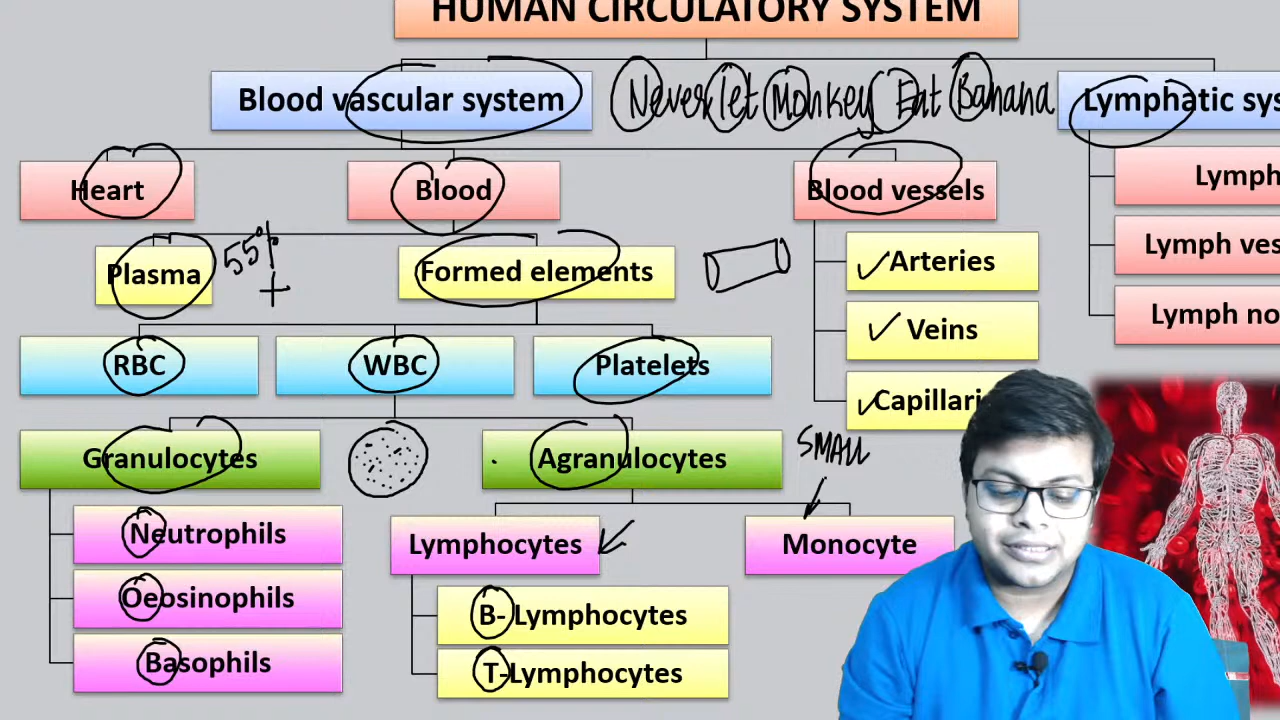 HUMAN CIRCULATORY SYSTEM
Blood vascular system
Never let Monkey Eat Banana
Lymphatic sys
Heart
Blood
Blood vessels
Lymph
Plasma
55%
+
Formed elements
Arteries
Lymph ves
Veins
Lymph no
RBC
WBC
Platelets
Capillari
Granulocytes
Agranulocytes
SMALL
Neutrophils
Lymphocytes
Monocyte
Oeosinophils
B- Lymphocytes
Basophils
T-Lymphocytes